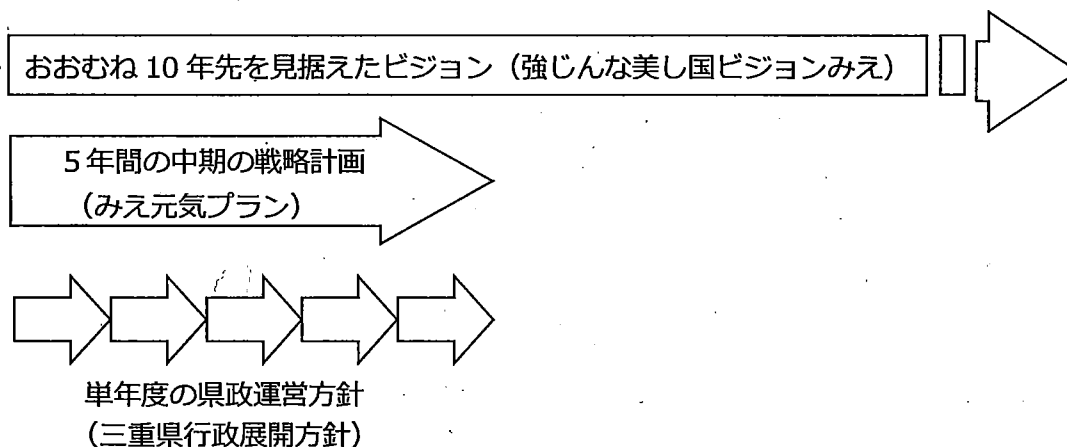 おおむね 10 年先を見据えたビジョン（強じんな美し国ビジョンみえ）
5 年間の中期の戦略計画
（みえ元気プラン）
単年度の県政運営方針
（三重県行政展開方針）